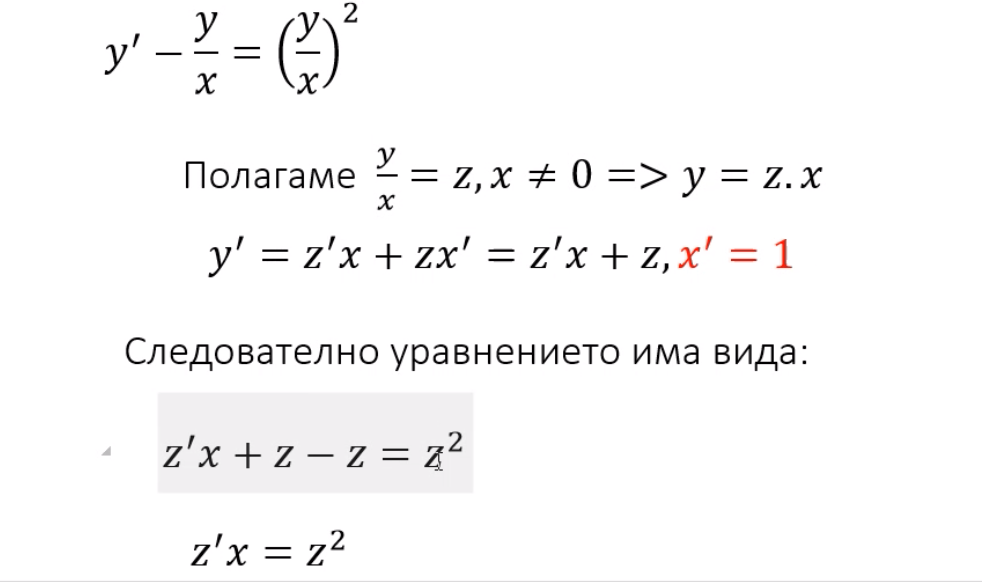 y′ − y/x = (y/x)²
Полагаме y/x = z, x ≠ 0 => y = z.x
y′ = z′x + zx′ = z′x + z, x′ = 1
Следователно уравнението има вида:
z′x + z − z = z²
z′x = z²